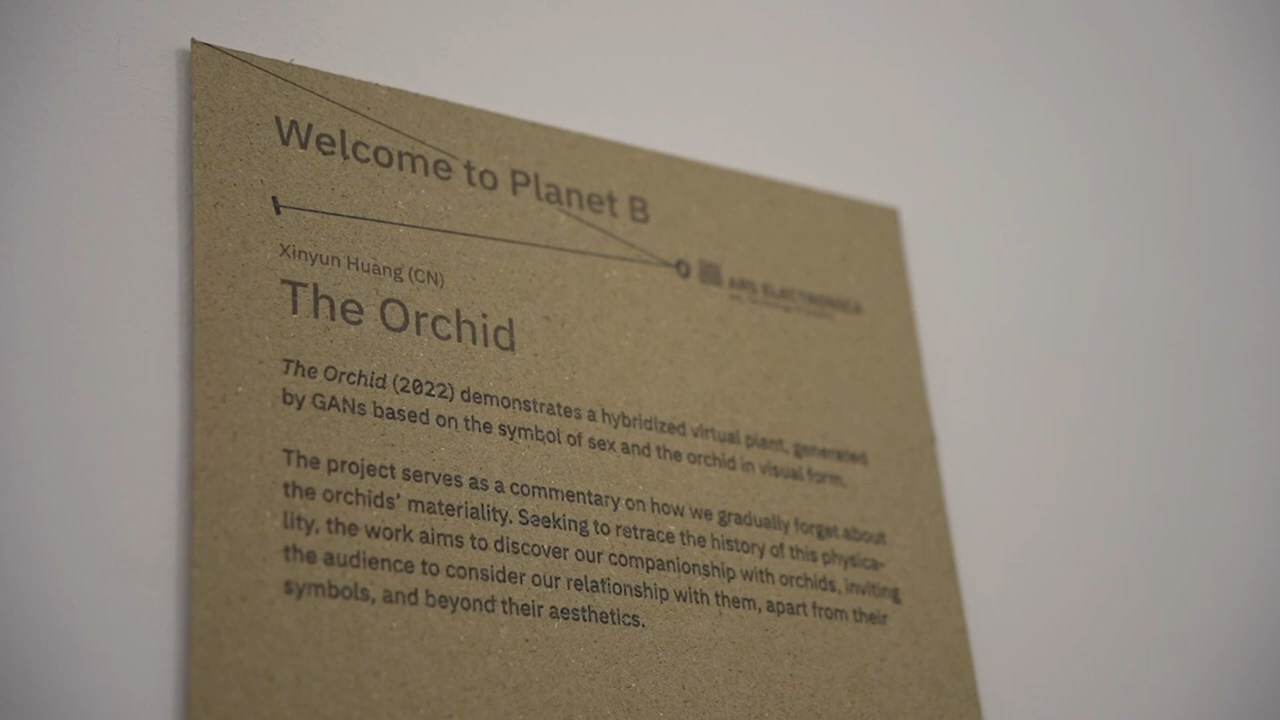 Welcome to Planet B
ARS ELECTRONICA
Xinyun Huang (CN)
The Orchid
The Orchid (2022) demonstrates a hybridized virtual plant, generated
by GANs based on the symbol of sex and the orchid in visual form.
The project serves as a commentary on how we gradually forget about
the orchids’ materiality. Seeking to retrace the history of this physica-
lity, the work aims to discover our companionship with orchids, inviting
the audience to consider our relationship with them, apart from their
symbols, and beyond their aesthetics.